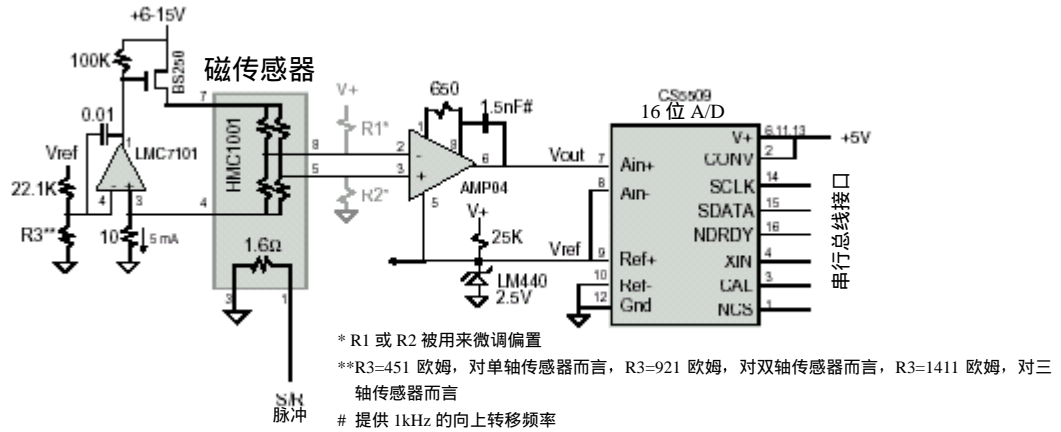 +6-15V
100K
BS250
磁传感器
7
0.01
1
LMC7101
Vref
22.1K
4
3
R3**
10
5 mA
4
HMC1001
8
5
1.6Ω
3
1
S/R
脉冲
V+
R1*
R2*
650
1.5nF#
1
8
2
-
3
+
6
AMP04
5
V+
25K
LM440
2.5V
Vout
Vref
CS5509
16 位 A/D
7
Ain+
8
Ain-
9
Ref+
10
Ref-
12
Gnd
V+
6,11,13
+5V
CONV
2
SCLK
14
SDATA
15
NDRDY
16
XIN
4
CAL
3
NCS
1
串行总线接口
* R1 或 R2 被用来微调偏置
**R3=451 欧姆，对单轴传感器而言，R3=921 欧姆，对双轴传感器而言，R3=1411 欧姆，对三
轴传感器而言
# 提供 1kHz 的向上转移频率